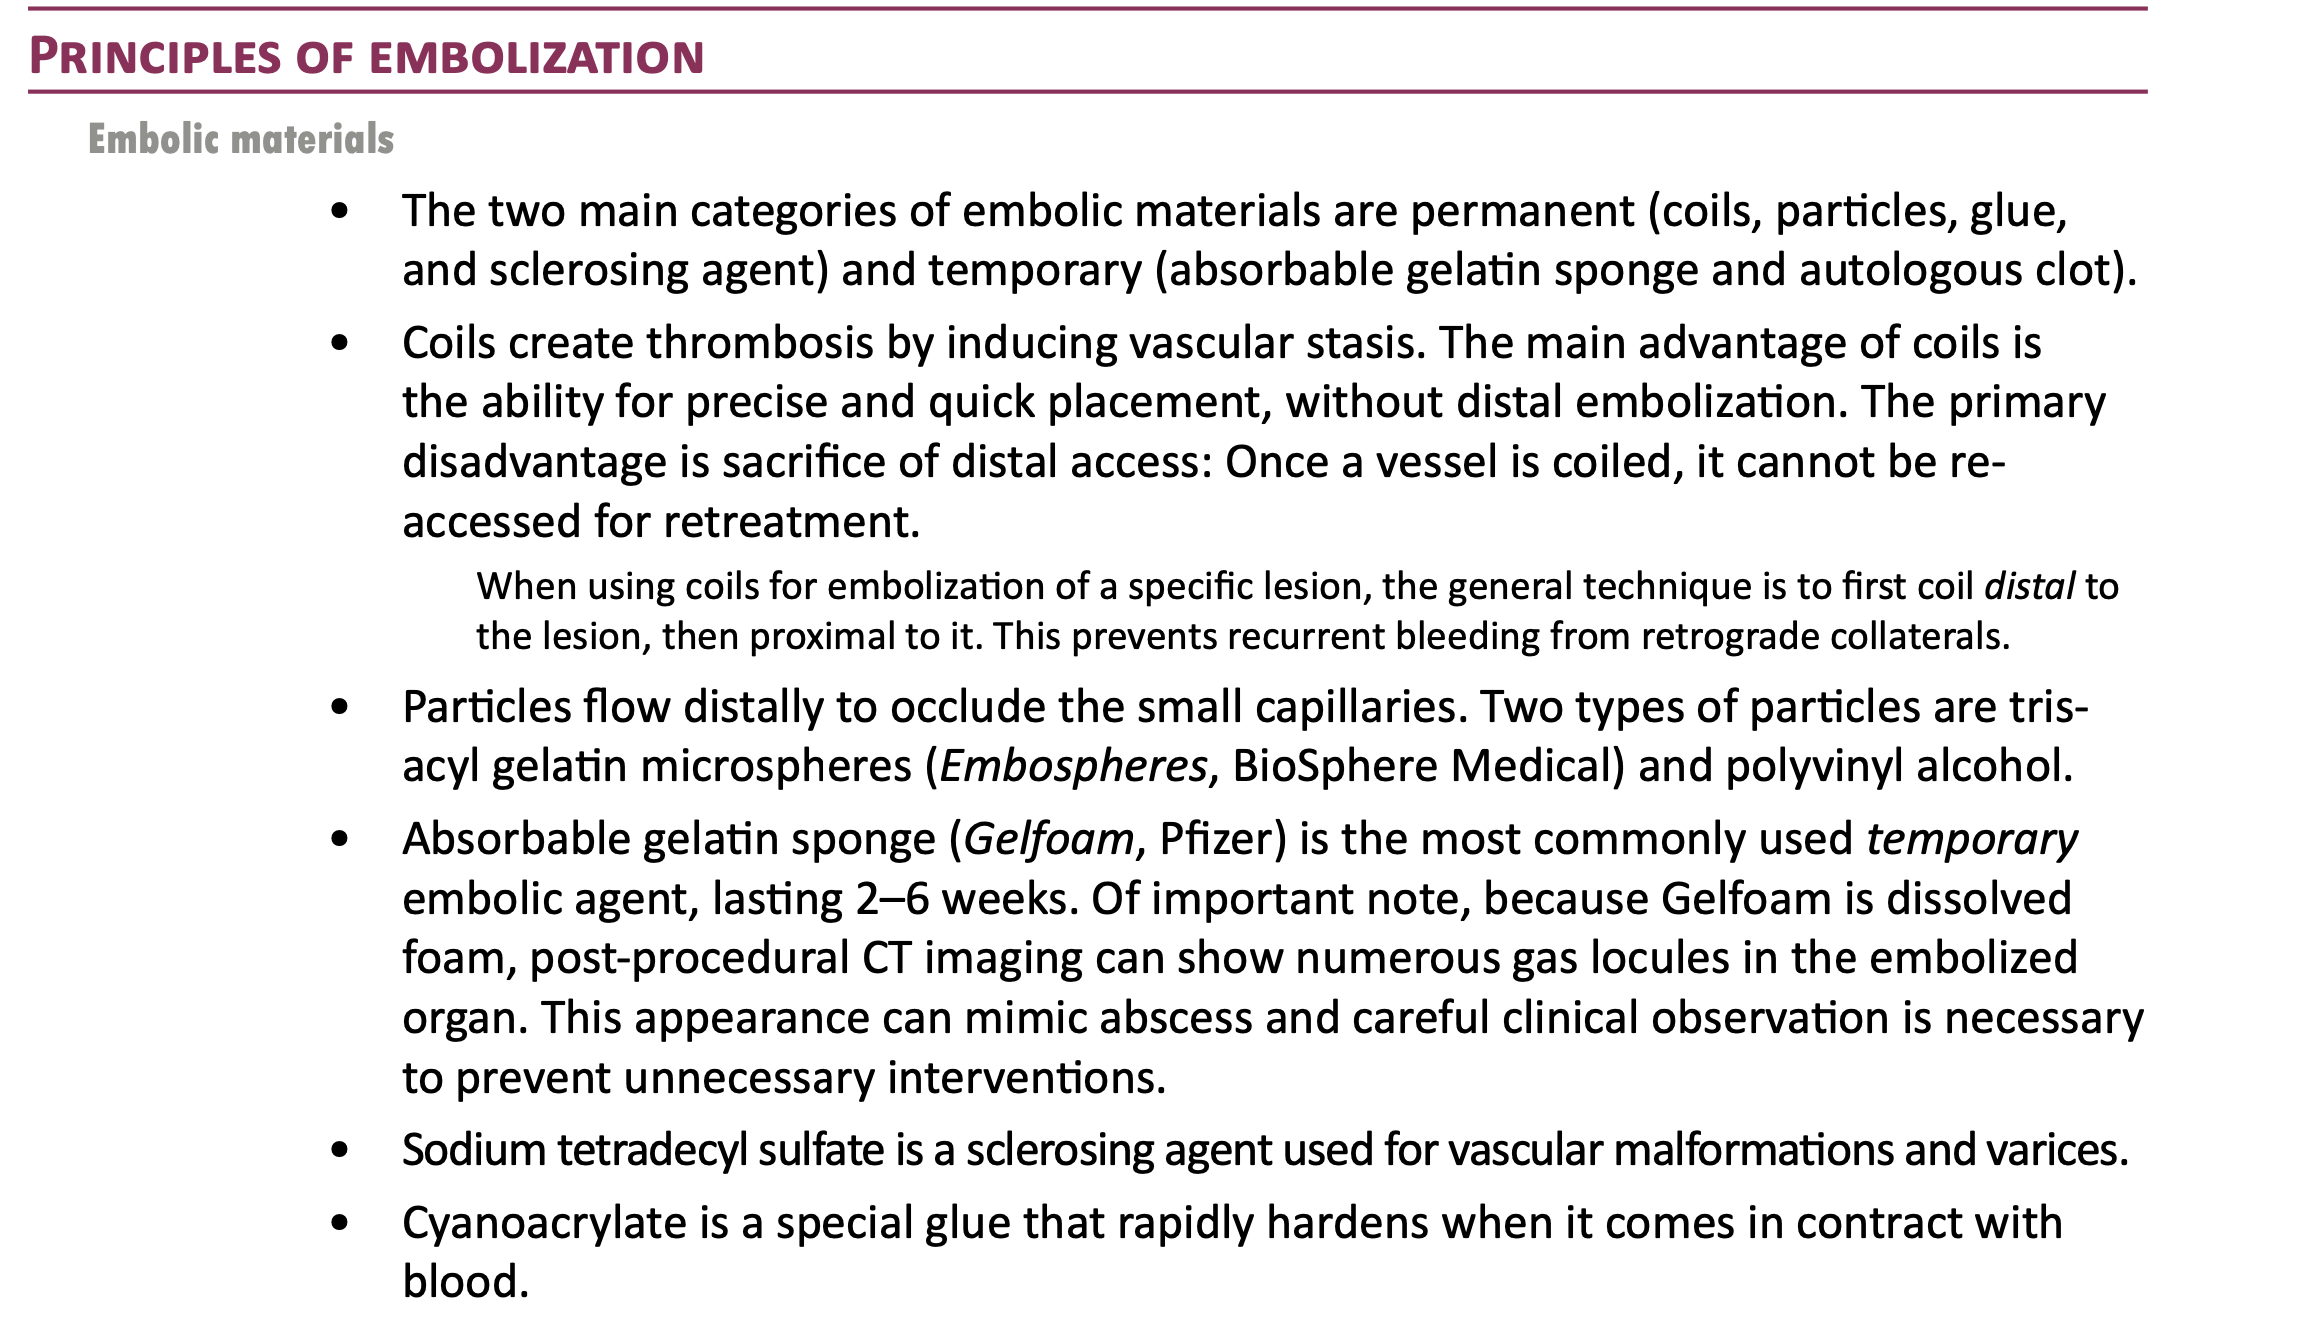 PRINCIPLES OF EMBOLIZATION
Embolic materials
• The two main categories of embolic materials are permanent (coils, particles, glue,
and sclerosing agent) and temporary (absorbable gelatin sponge and autologous clot).
• Coils create thrombosis by inducing vascular stasis. The main advantage of coils is
the ability for precise and quick placement, without distal embolization. The primary
disadvantage is sacrifice of distal access: Once a vessel is coiled, it cannot be re-
accessed for retreatment.
When using coils for embolization of a specific lesion, the general technique is to first coil distal to
the lesion, then proximal to it. This prevents recurrent bleeding from retrograde collaterals.
• Particles flow distally to occlude the small capillaries. Two types of particles are tris-
acyl gelatin microspheres (Embospheres, BioSphere Medical) and polyvinyl alcohol.
• Absorbable gelatin sponge (Gelfoam, Pfizer) is the most commonly used temporary
embolic agent, lasting 2–6 weeks. Of important note, because Gelfoam is dissolved
foam, post-procedural CT imaging can show numerous gas locules in the embolized
organ. This appearance can mimic abscess and careful clinical observation is necessary
to prevent unnecessary interventions.
• Sodium tetradecyl sulfate is a sclerosing agent used for vascular malformations and varices.
• Cyanoacrylate is a special glue that rapidly hardens when it comes in contract with
blood.